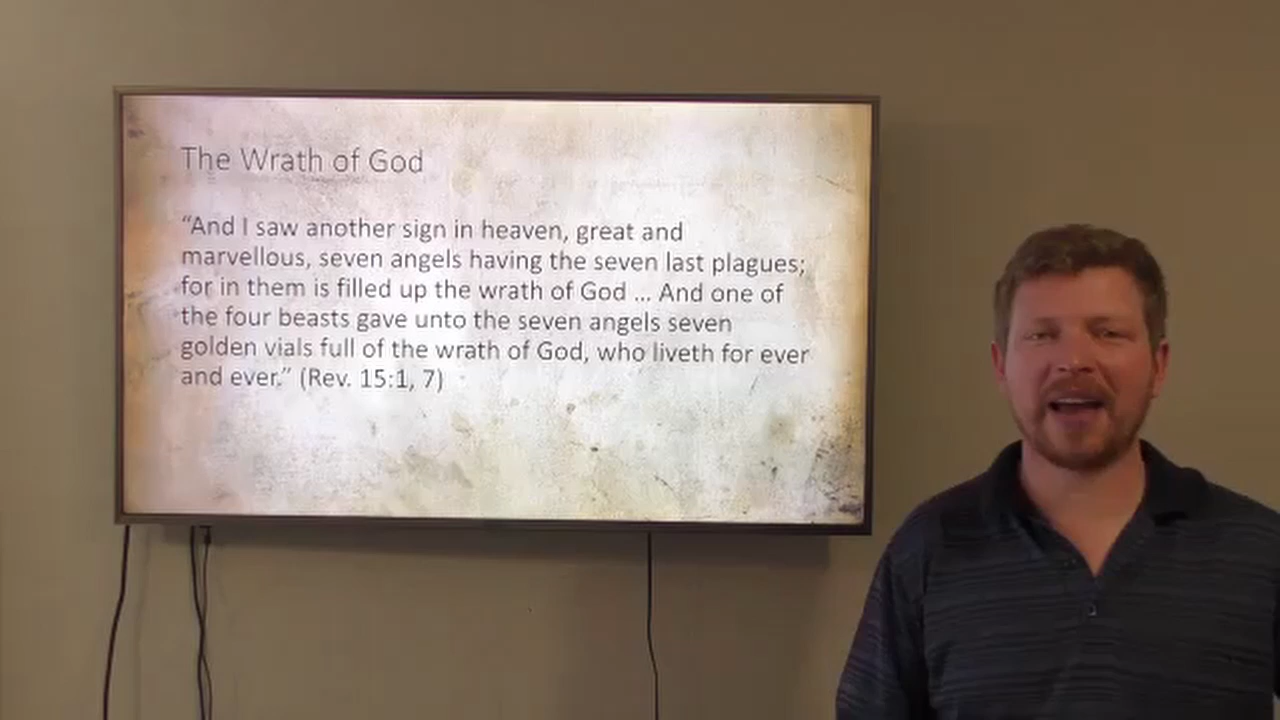 The Wrath of God
“And I saw another sign in heaven, great and
marvellous, seven angels having the seven last plagues;
for in them is filled up the wrath of God ... And one of
the four beasts gave unto the seven angels seven
golden vials full of the wrath of God, who liveth for ever
and ever.” (Rev. 15:1, 7)